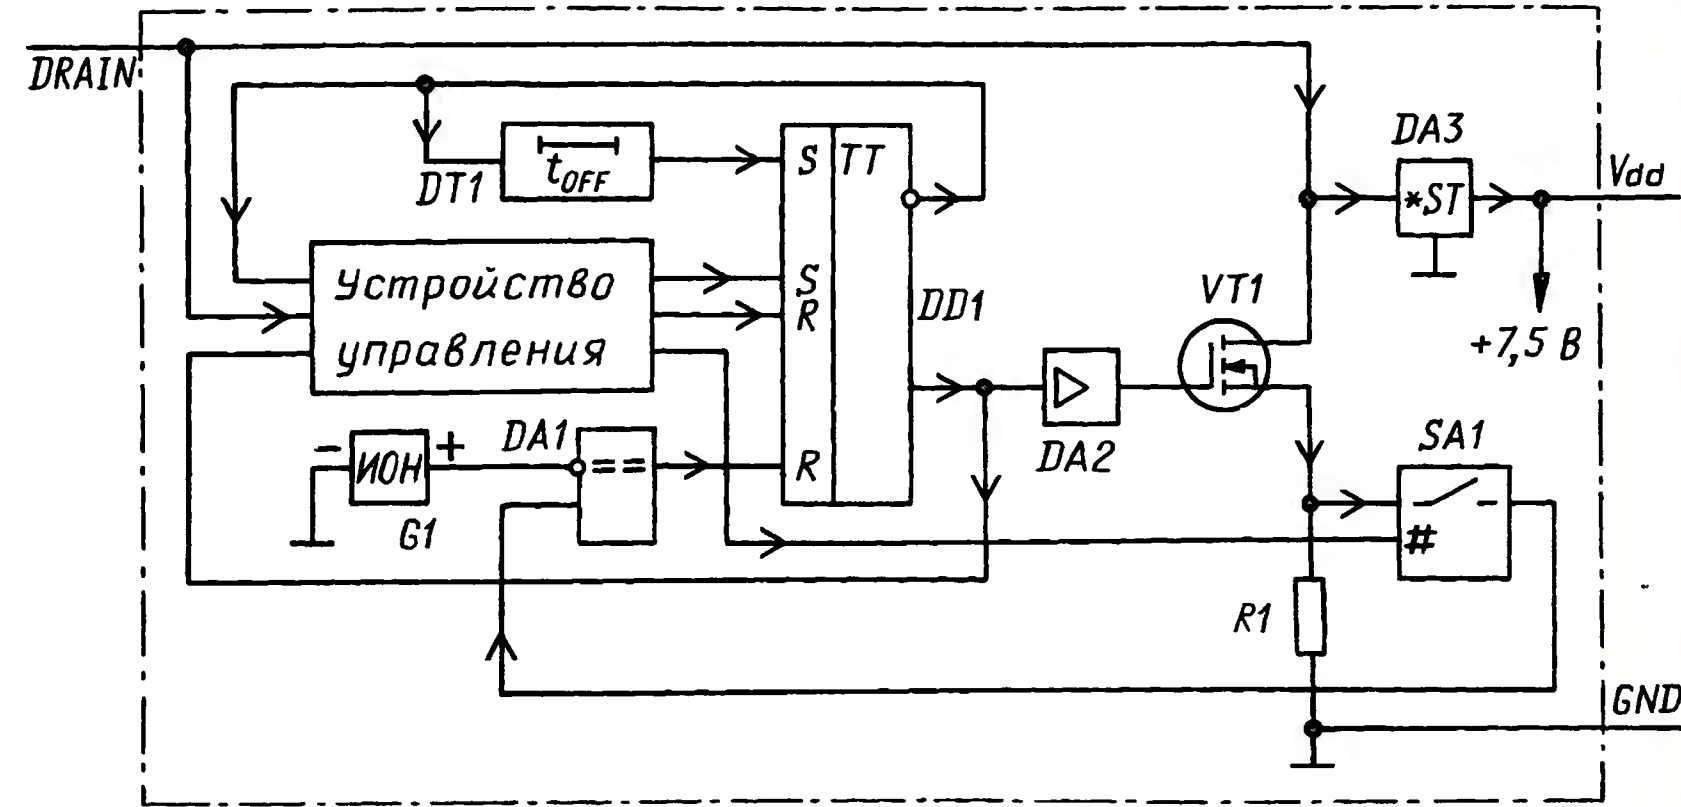 DRAIN
DA3
S TT
t OFF
DT1
*ST
Vdd
Устройство
управления
S
R
DD1
VT1
+7,5 В
- ИОН +
G1
DA1
==
R
DA2
SA1
#
R1
GND